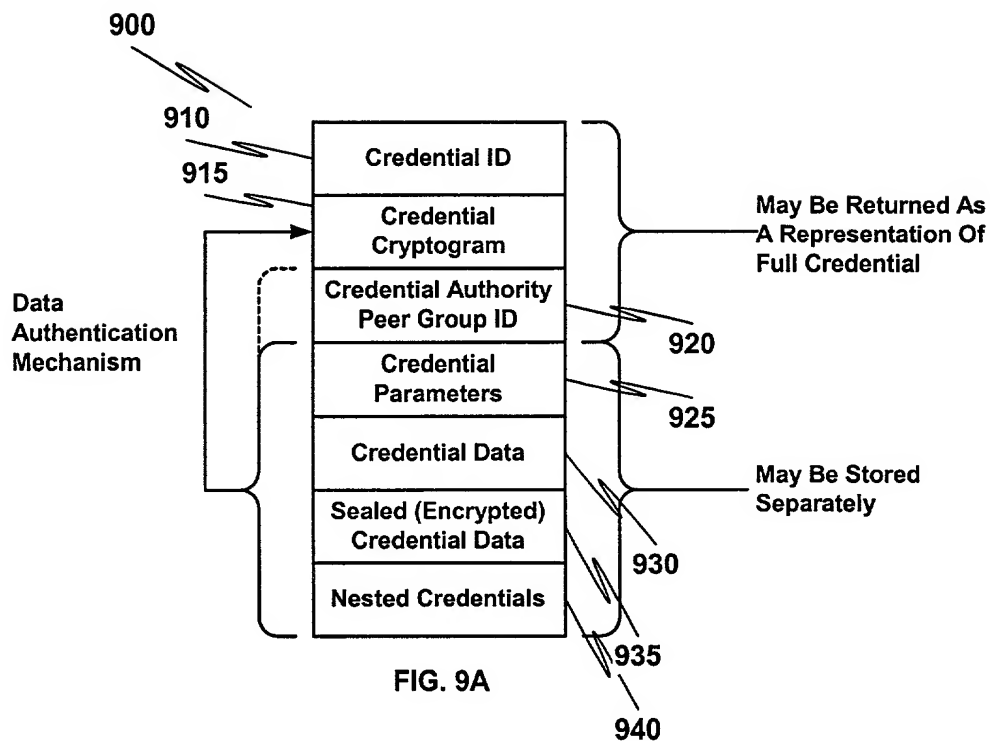 900
910
915
Credential ID
Credential
Cryptogram
Credential Authority
Peer Group ID
Credential
Parameters
Credential Data
Sealed (Encrypted)
Credential Data
Nested Credentials
Data
Authentication
Mechanism
May Be Returned As
A Representation Of
Full Credential
920
925
May Be Stored
Separately
930
935
940
FIG. 9A